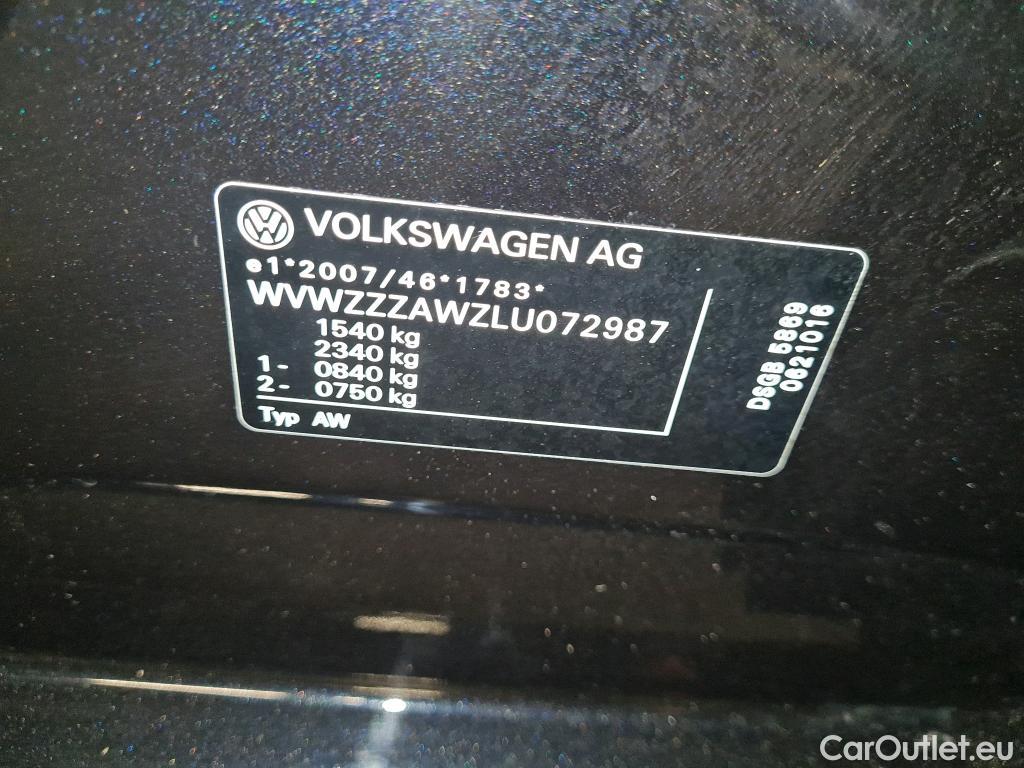 VOLKSWAGEN AG
e1*2007/46*1783*
WVWZZZAWZLU072987
1540 kg
2340 kg
1- 0840 kg
2- 0750 kg
Typ AW
DSGB 5869
0621016
CarOutlet.eu